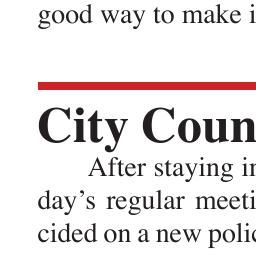 good way to make i
City Coun
After staying in
day's regular meeti
cided on a new polic